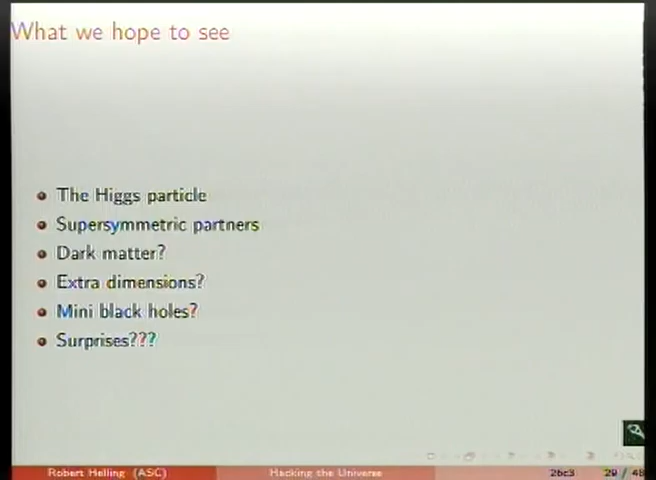 What we hope to see
The Higgs particle
Supersymmetric partners
Dark matter?
Extra dimensions?
Mini black holes?
Surprises???
Robert Helling (ASC) Hacking the Universe 26c3 29 / 48